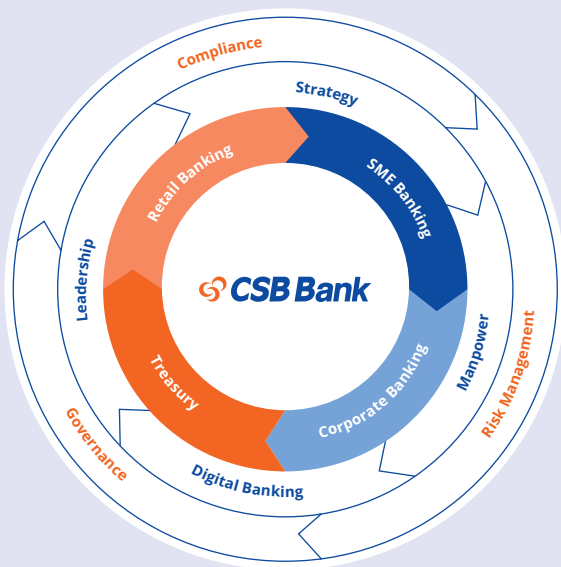 Compliance
Strategy
Retail Banking
SME Banking
Leadership
CSB Bank
Manpower
Risk Management
Treasury
Corporate Banking
Governance
Digital Banking